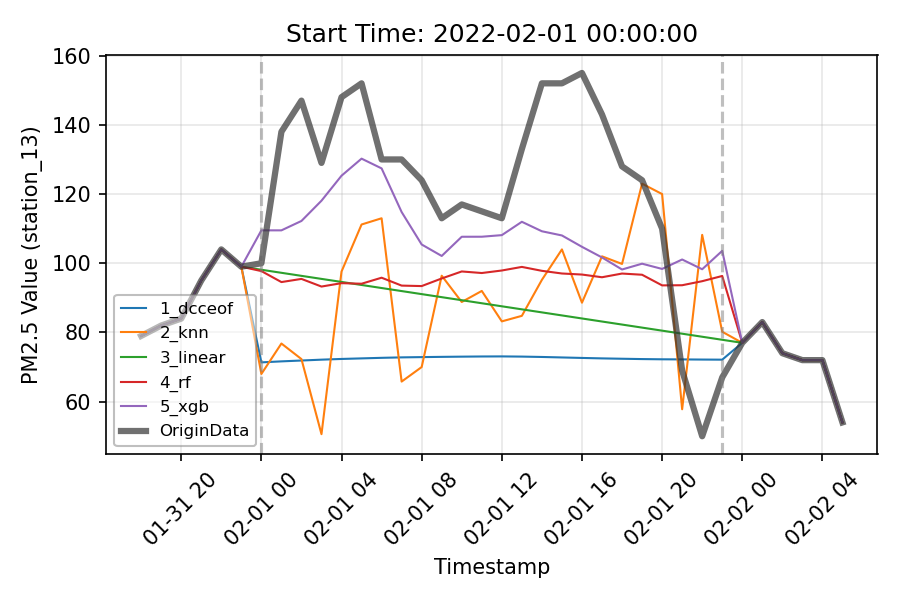 Start Time: 2022-02-01 00:00:00
PM2.5 Value (station_13)
160
140
120
100
80
60
1_dcceof
2_knn
3_linear
4_rf
5_xgb
OriginData
01-31 20
02-01 00
02-01 04
02-01 08
02-01 12
02-01 16
02-01 20
02-02 00
02-02 04
Timestamp